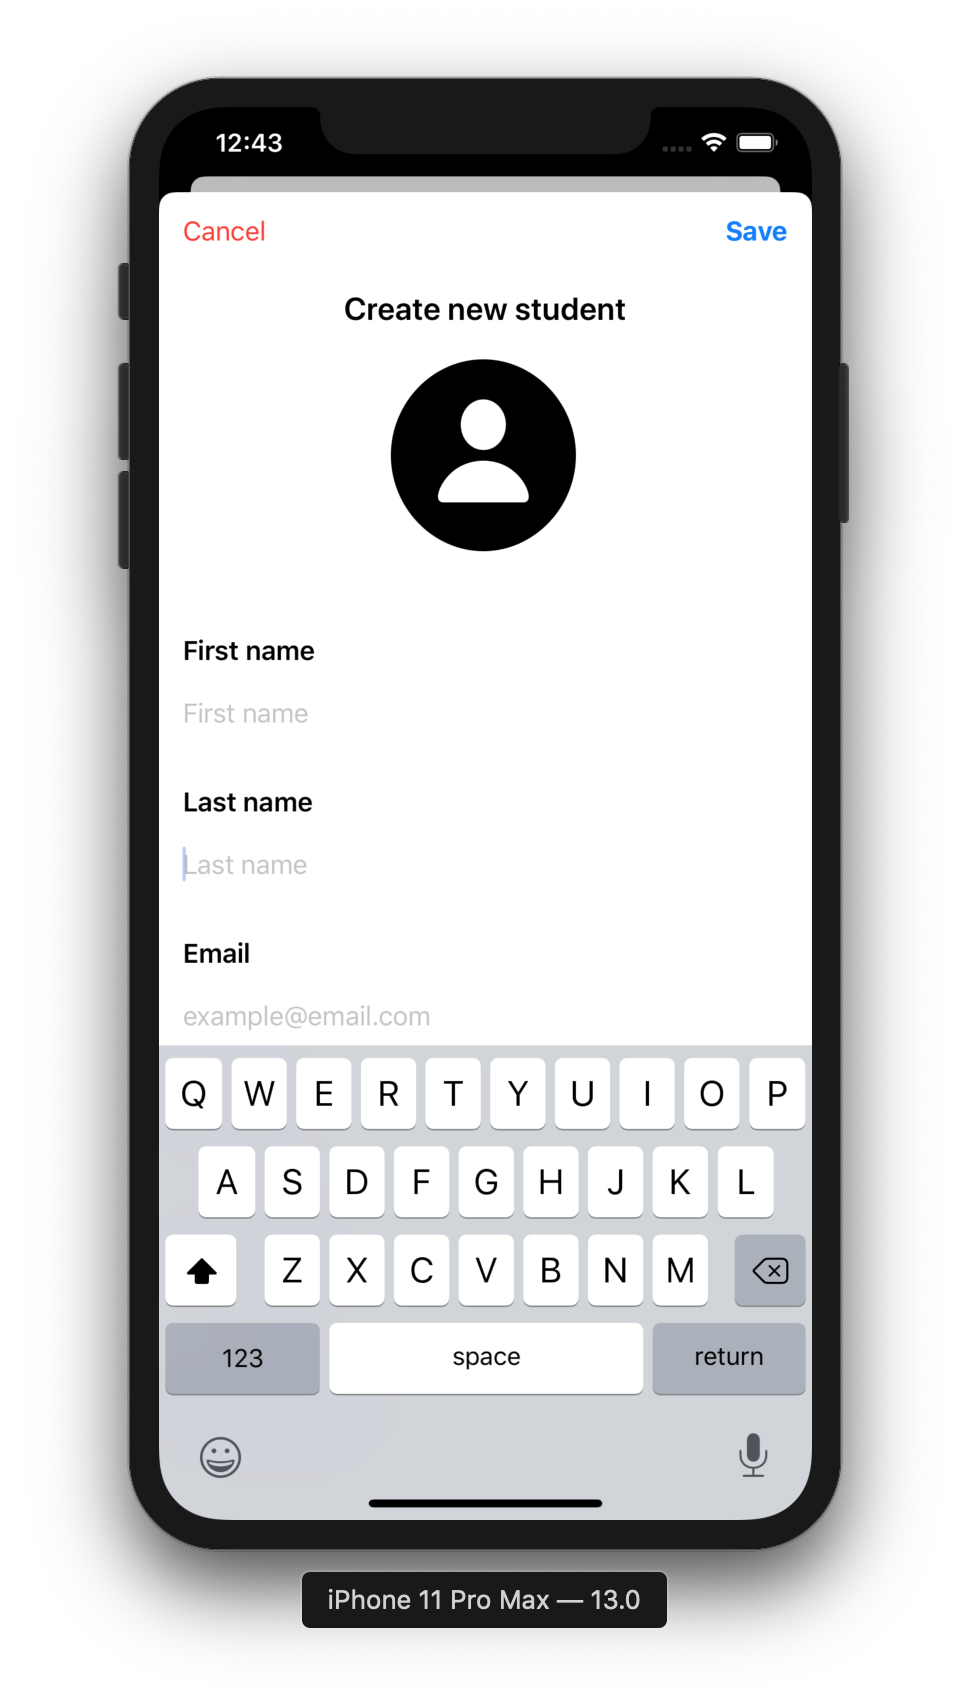 12:43
Cancel Save
Create new student
First name
First name
Last name
Last name
Email
example@email.com
Q W E R T Y U I O P
A S D F G H J K L
Z X C V B N M
123 space return
iPhone 11 Pro Max — 13.0